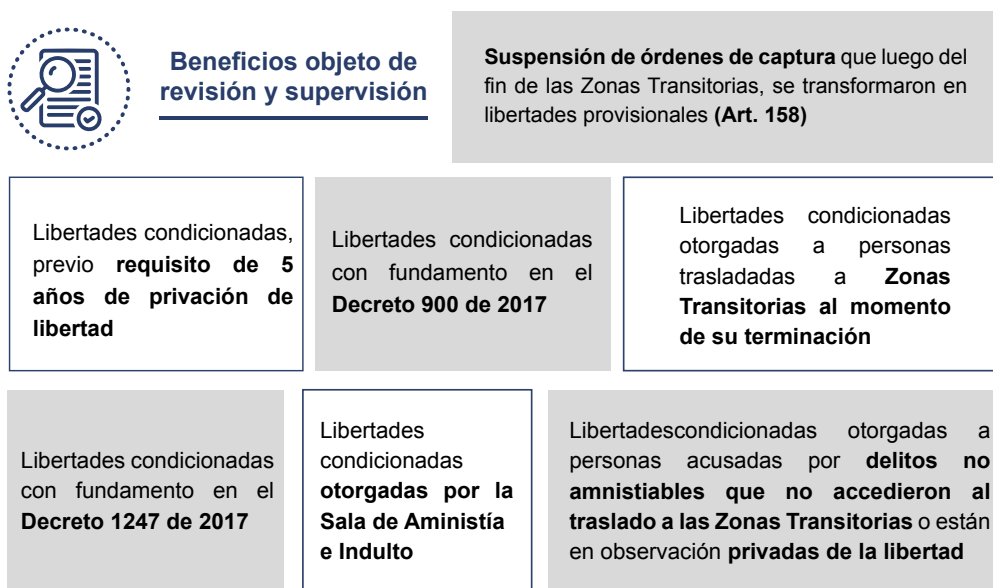 Beneficios objeto de
revisión y supervisión
Suspensión de órdenes de captura que luego del
fin de las Zonas Transitorias, se transformaron en
libertades provisionales (Art. 158)
Libertades condicionadas,
previo requisito de 5
años de privación de
libertad
Libertades condicionadas
con fundamento en el
Decreto 900 de 2017
Libertades condicionadas
otorgadas a personas
trasladadas a Zonas
Transitorias al momento
de su terminación
Libertades condicionadas
con fundamento en el
Decreto 1247 de 2017
Libertades
condicionadas
otorgadas por la
Sala de Aministía
e Indulto
Libertadescondicionadas otorgadas a
personas acusadas por delitos no
amnistiables que no accedieron al
traslado a las Zonas Transitorias o están
en observación privadas de la libertad